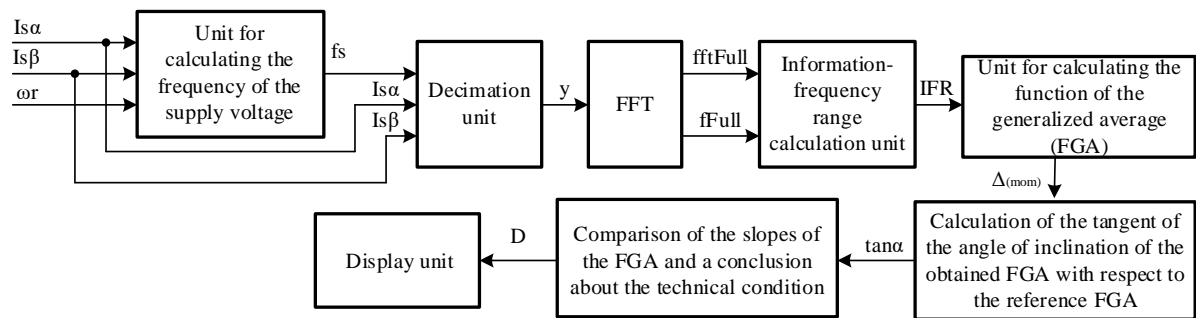 Isα
Isβ
ωr
Unit for
calculating the
frequency of the
supply voltage
fs
Isα
Isβ
Decimation
unit
y
FFT
fftFull
fFull
Information-
frequency
range
calculation unit
IFR
Unit for calculating the
function of the
generalized average
(FGA)
Δ(mom)
Calculation of the tangent of
the angle of inclination of the
obtained FGA with respect to
the reference FGA
tanα
Comparison of the slopes of
the FGA and a conclusion
about the technical condition
D
Display unit